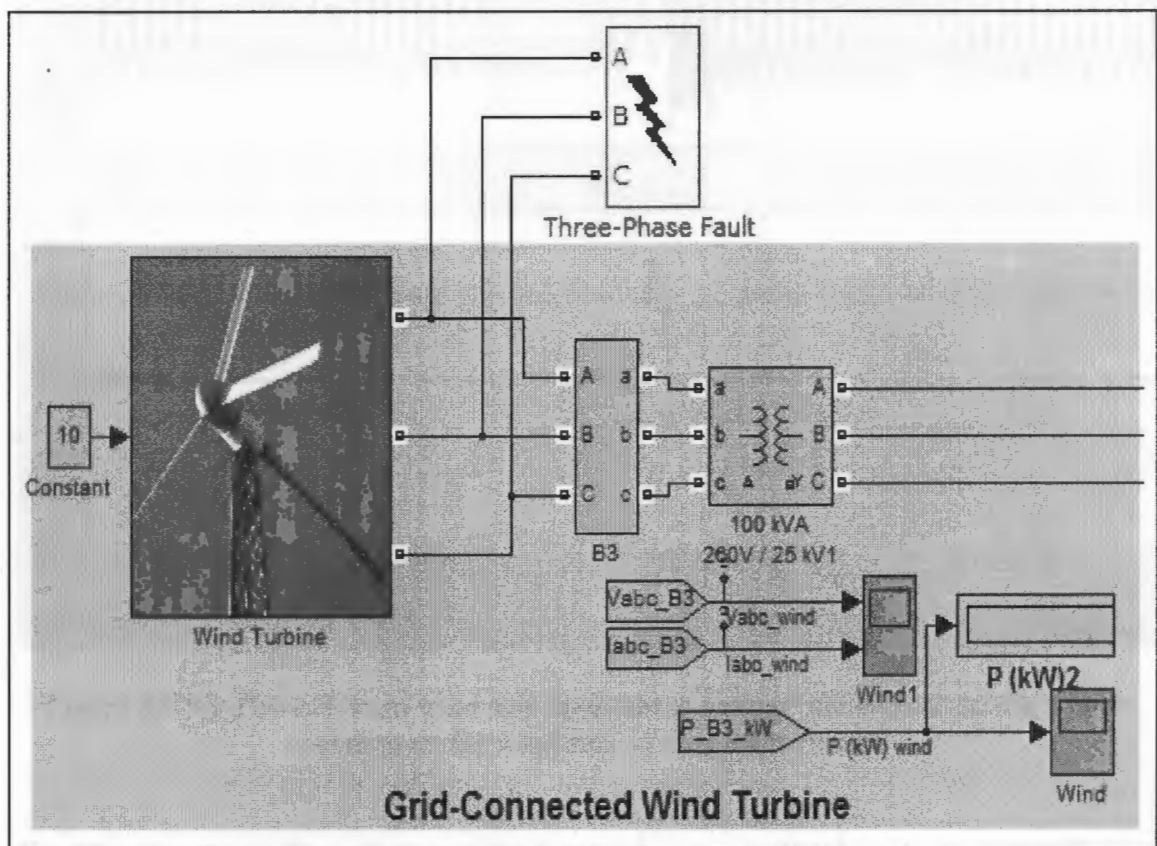 A
B
C
Three-Phase Fault
10
Constant
Wind Turbine
A a
B b
C c
B3
a A
b B
c C
100 kVA
260V / 25 kV1
Vabc_B3
Vabc_wind
Iabc_B3
Iabc_wind
Wind1
P (kW)2
P_B3_kW
P (kW) wind
Wind
Grid-Connected Wind Turbine